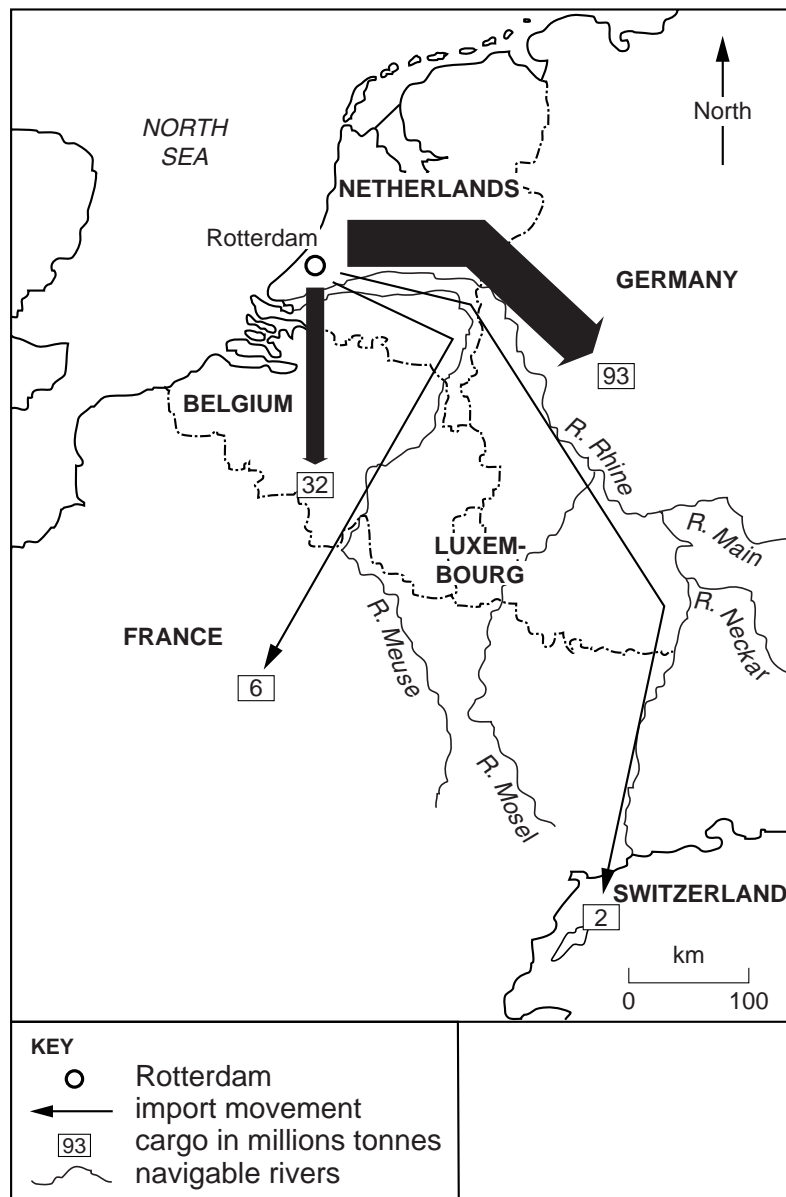 NORTH
SEA
North
NETHERLANDS
Rotterdam
GERMANY
93
BELGIUM
R. Rhine
32
R. Main
LUXEM-
BOURG
R. Neckar
FRANCE
R. Meuse
6
R. Mosel
SWITZERLAND
2
km
0 100
KEY
Rotterdam
import movement
93 cargo in millions tonnes
navigable rivers